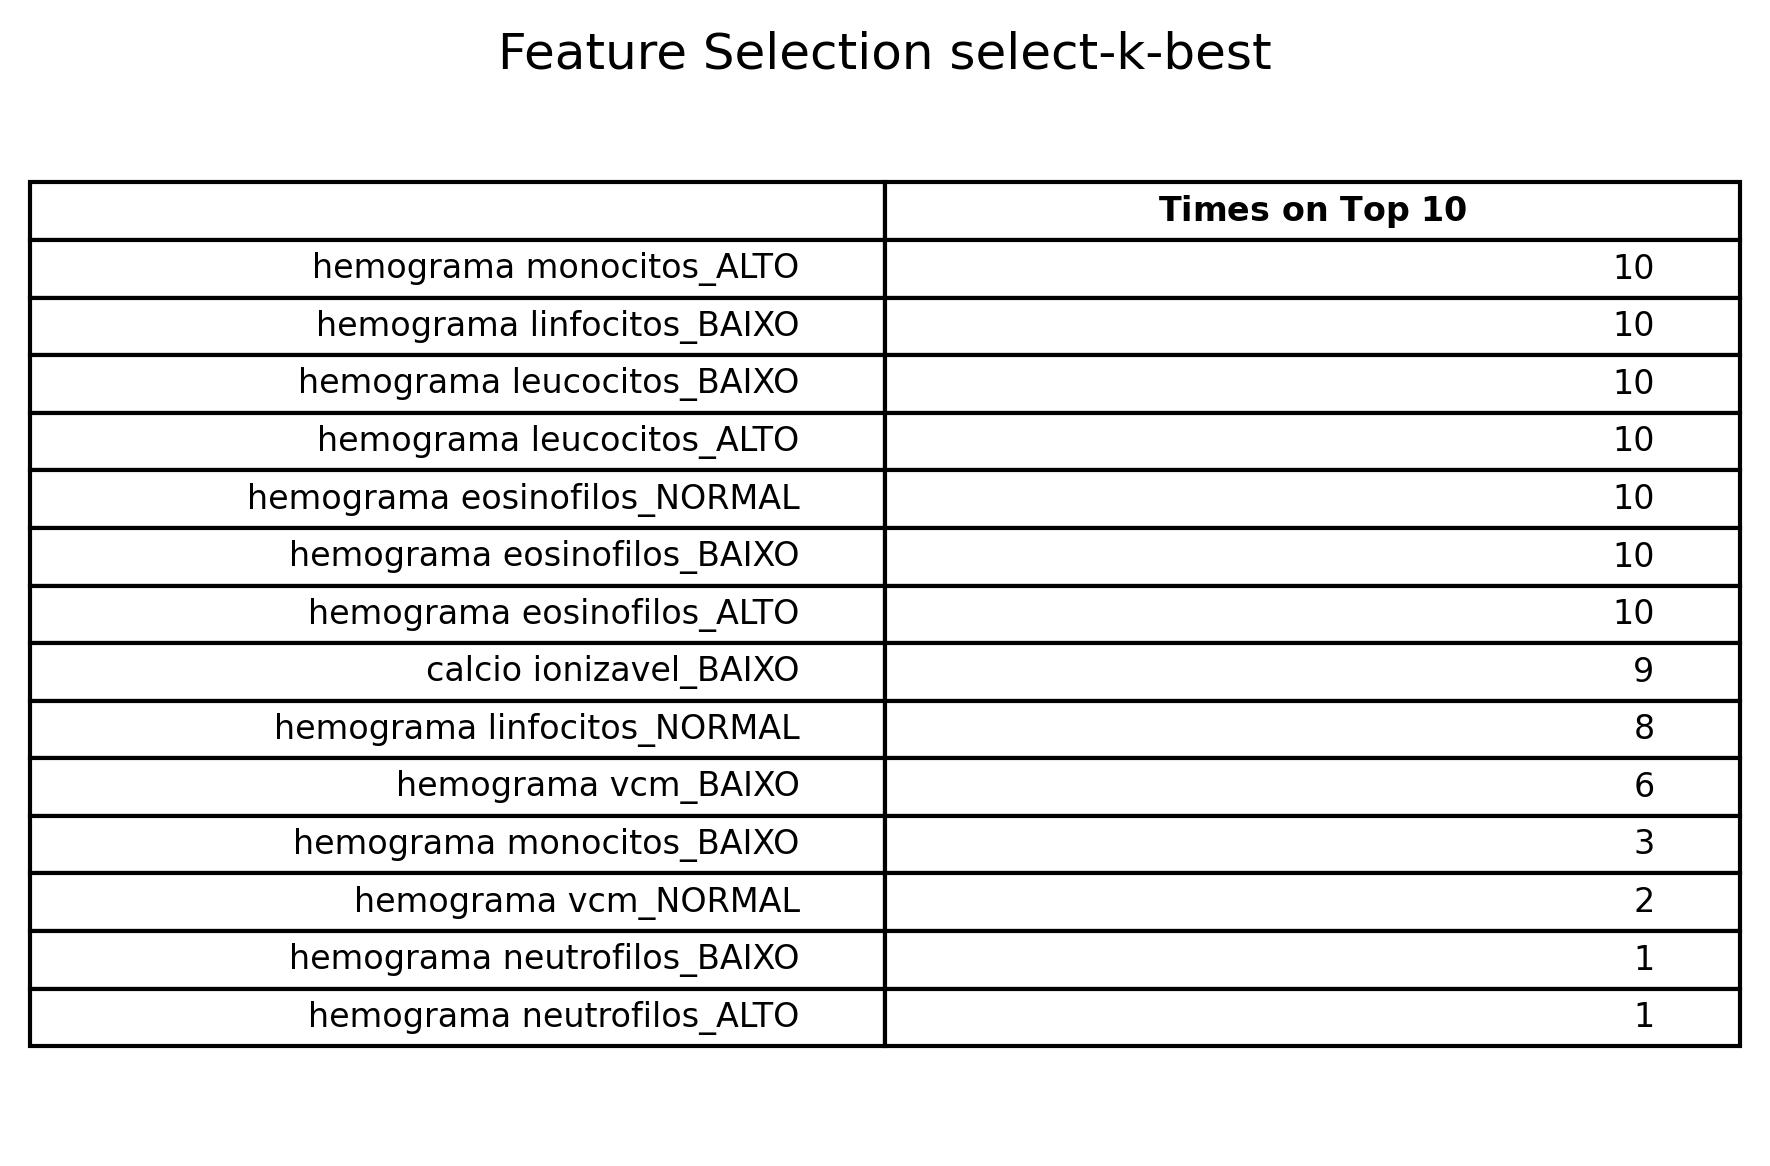 Feature Selection select-k-best
Times on Top 10
hemograma monocitos_ALTO 10
hemograma linfocitos_BAIXO 10
hemograma leucocitos_BAIXO 10
hemograma leucocitos_ALTO 10
hemograma eosinofilos_NORMAL 10
hemograma eosinofilos_BAIXO 10
hemograma eosinofilos_ALTO 10
calcio ionizavel_BAIXO 9
hemograma linfocitos_NORMAL 8
hemograma vcm_BAIXO 6
hemograma monocitos_BAIXO 3
hemograma vcm_NORMAL 2
hemograma neutrofilos_BAIXO 1
hemograma neutrofilos_ALTO 1